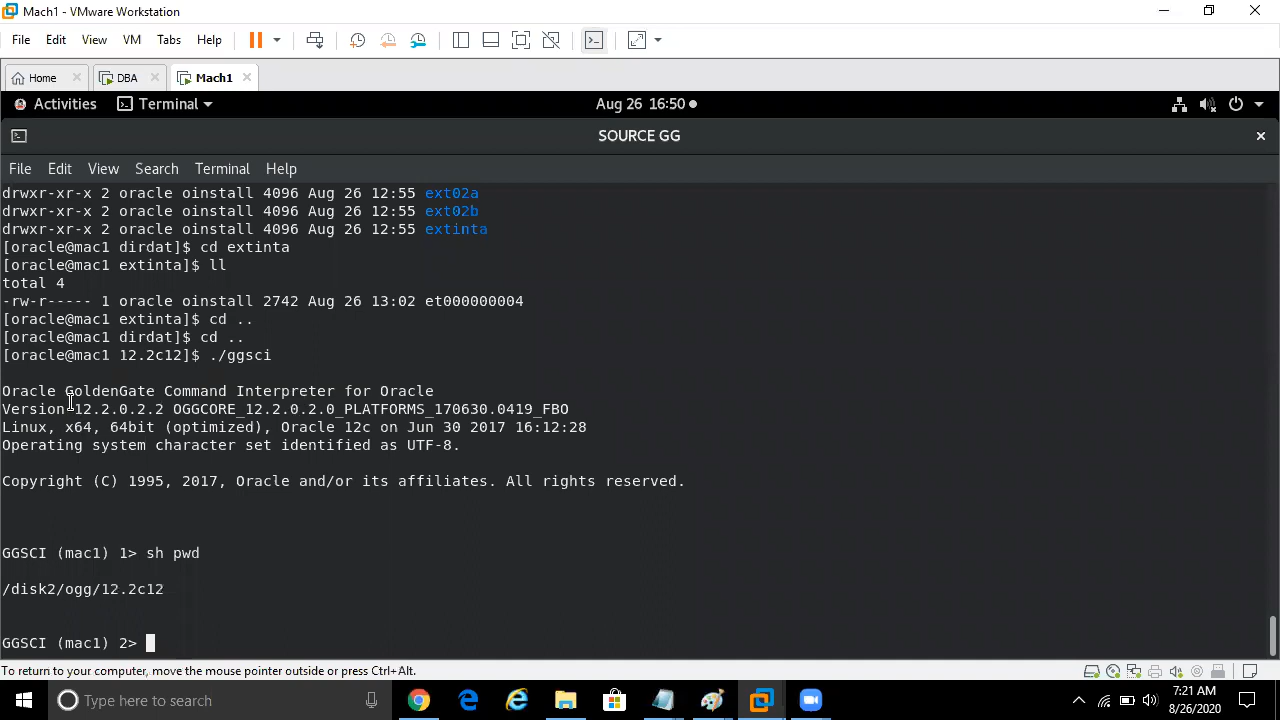 Mach1 - VMware Workstation
File Edit View VM Tabs Help
Home DBA Mach1
Activities Terminal Aug 26 16:50
SOURCE GG
File Edit View Search Terminal Help
drwxr-xr-x 2 oracle oinstall 4096 Aug 26 12:55 ext02a
drwxr-xr-x 2 oracle oinstall 4096 Aug 26 12:55 ext02b
drwxr-xr-x 2 oracle oinstall 4096 Aug 26 12:55 extinta
[oracle@mac1 dirdat]$ cd extinta
[oracle@mac1 extinta]$ ll
total 4
-rw-r----- 1 oracle oinstall 2742 Aug 26 13:02 et000000004
[oracle@mac1 extinta]$ cd ..
[oracle@mac1 dirdat]$ cd ..
[oracle@mac1 12.2c12]$ ./ggsci
Oracle GoldenGate Command Interpreter for Oracle
Version 12.2.0.2.2 OGGCORE_12.2.0.2.0_PLATFORMS_170630.0419_FBO
Linux, x64, 64bit (optimized), Oracle 12c on Jun 30 2017 16:12:28
Operating system character set identified as UTF-8.
Copyright (C) 1995, 2017, Oracle and/or its affiliates. All rights reserved.
GGSCI (mac1) 1> sh pwd
/disk2/ogg/12.2c12
GGSCI (mac1) 2>
To return to your computer, move the mouse pointer outside or press Ctrl+Alt.
Type here to search
7:21 AM
8/26/2020